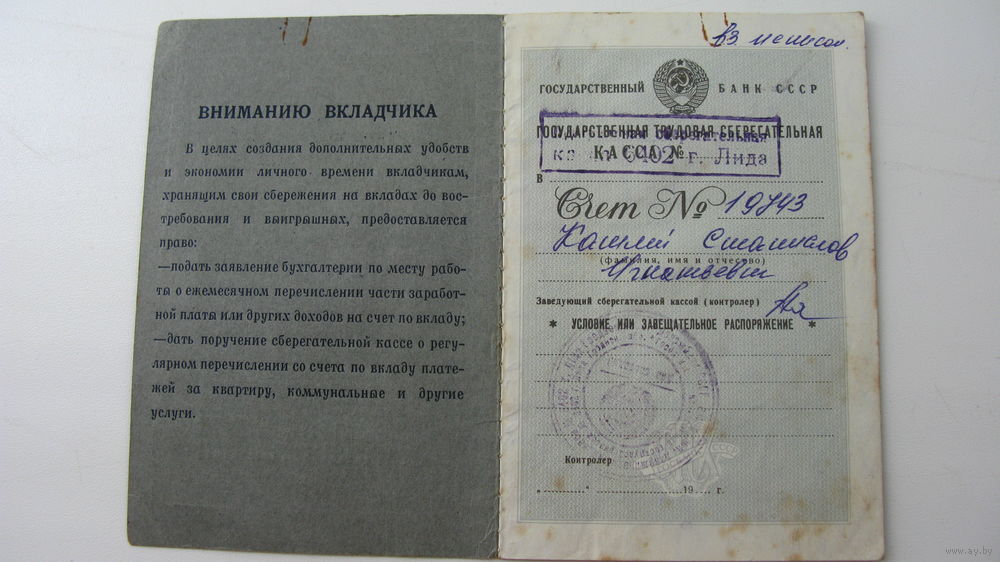 ВНИМАНИЮ ВКЛАДЧИКА
В целях создания дополнительных удобств
и экономии личного времени вкладчикам,
хранящим свои сбережения на вкладах до вос-
требования и выигрышных, предоставляется
право:
—подать заявление бухгалтерии по месту рабо-
ты о ежемесячном перечислении части заработ-
ной платы или других доходов на счет по вкладу;
—дать поручение сберегательной кассе о регу-
лярном перечислении со счета по вкладу плате-
жей за квартиру, коммунальные и другие
услуги.
вз.
ГОСУДАРСТВЕННЫЙ БАНК СССР
ГОСУДАРСТВЕННАЯ ТРУДОВАЯ СБЕРЕГАТЕЛЬНАЯ
КАССА №
г. Лида
В
Счет № 19743
Станислав
(фамилия, имя и отчество)
Игнатьевич
Заведующий сберегательной кассой (контролер)
* УСЛОВИЕ ИЛИ ЗАВЕЩАТЕЛЬНОЕ РАСПОРЯЖЕНИЕ *
Контролер
„ “ 19 г.
www.ay.by